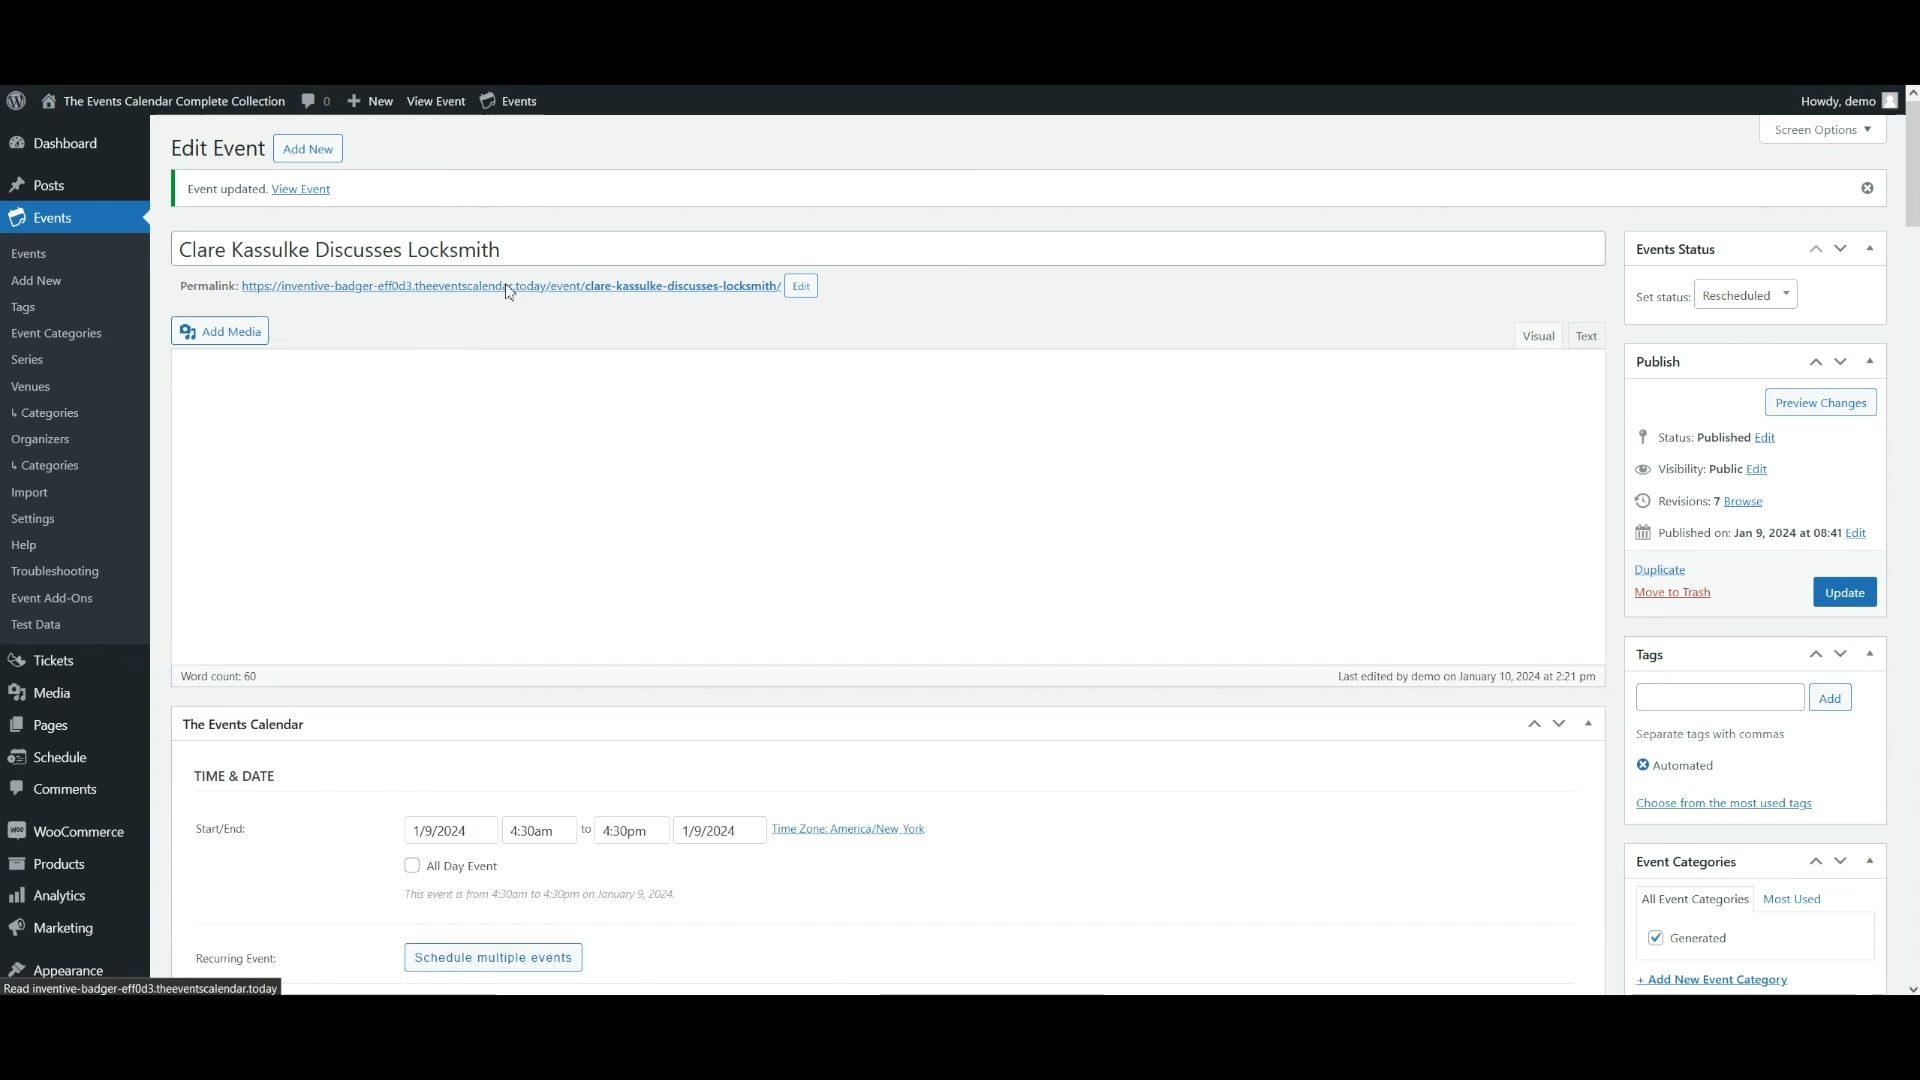 The Events Calendar Complete Collection 0 New View Event Events Howdy, demo
Screen Options
Dashboard
Posts
Events
Events
Add New
Tags
Event Categories
Series
Venues
↳ Categories
Organizers
↳ Categories
Import
Settings
Help
Troubleshooting
Event Add-Ons
Test Data
Tickets
Media
Pages
Schedule
Comments
WooCommerce
Products
Analytics
Marketing
Appearance
Read inventive-badger-eff0d3.theeventscalendar.today
Edit Event Add New
Event updated. View Event
Clare Kassulke Discusses Locksmith
Permalink: https://inventive-badger-eff0d3.theeventscalendar.today/event/clare-kassulke-discusses-locksmith/ Edit
Add Media
Visual Text
Word count: 60 Last edited by demo on January 10, 2024 at 2:21 pm
The Events Calendar
TIME & DATE
Start/End: 1/9/2024 4:30am to 4:30pm 1/9/2024 Time Zone: America/New_York
All Day Event
This event is from 4:30am to 4:30pm on January 9, 2024.
Recurring Event: Schedule multiple events
Events Status
Set status: Rescheduled
Publish
Preview Changes
Status: Published Edit
Visibility: Public Edit
Revisions: 7 Browse
Published on: Jan 9, 2024 at 08:41 Edit
Duplicate
Move to Trash Update
Tags
Add
Separate tags with commas
Automated
Choose from the most used tags
Event Categories
All Event Categories Most Used
Generated
+ Add New Event Category